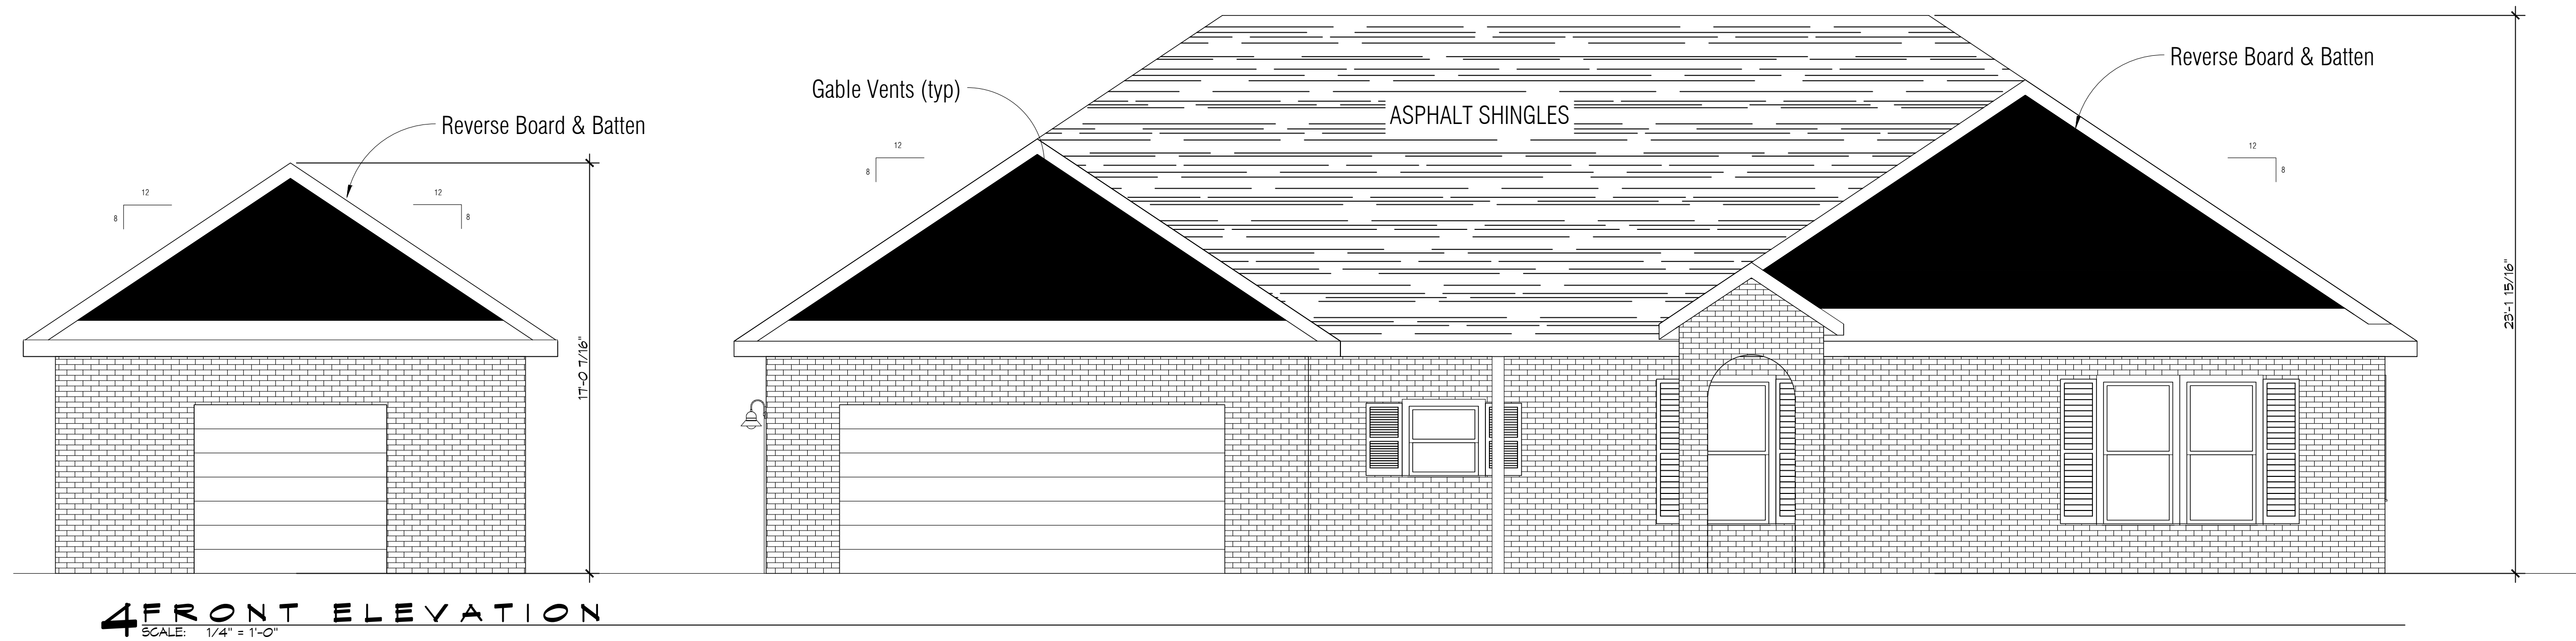 Reverse Board & Batten
Gable Vents (typ)
ASPHALT SHINGLES
Reverse Board & Batten
12
8
12
8
12
8
12
8
17'-0 7/16"
23'-1 15/16"
4 FRONT ELEVATION
SCALE: 1/4" = 1'-0"